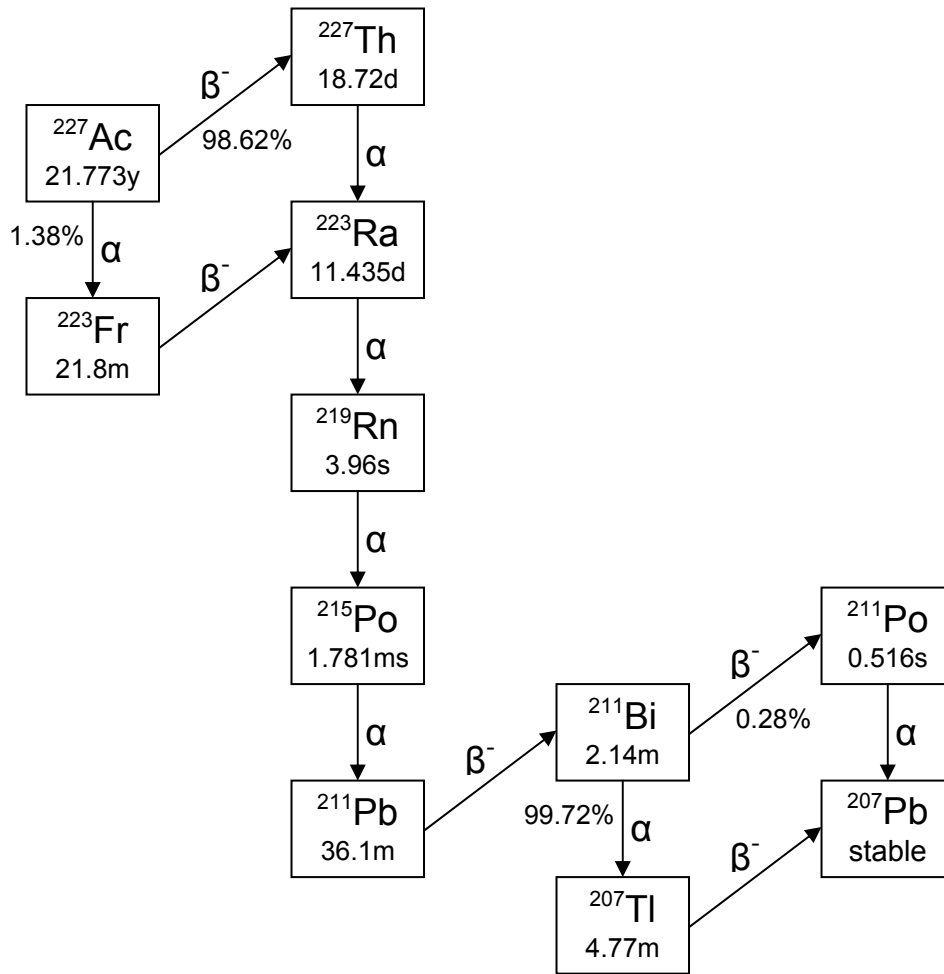 ²²⁷Th
18.72d
β⁻
98.62%
²²⁷Ac
21.773y
α
1.38%
α
²²³Ra
11.435d
β⁻
²²³Fr
21.8m
α
²¹⁹Rn
3.96s
α
²¹⁵Po
1.781ms
²¹¹Po
0.516s
β⁻
0.28%
²¹¹Bi
2.14m
α
α
β⁻
²¹¹Pb
36.1m
99.72%
α
²⁰⁷Pb
stable
β⁻
²⁰⁷Tl
4.77m